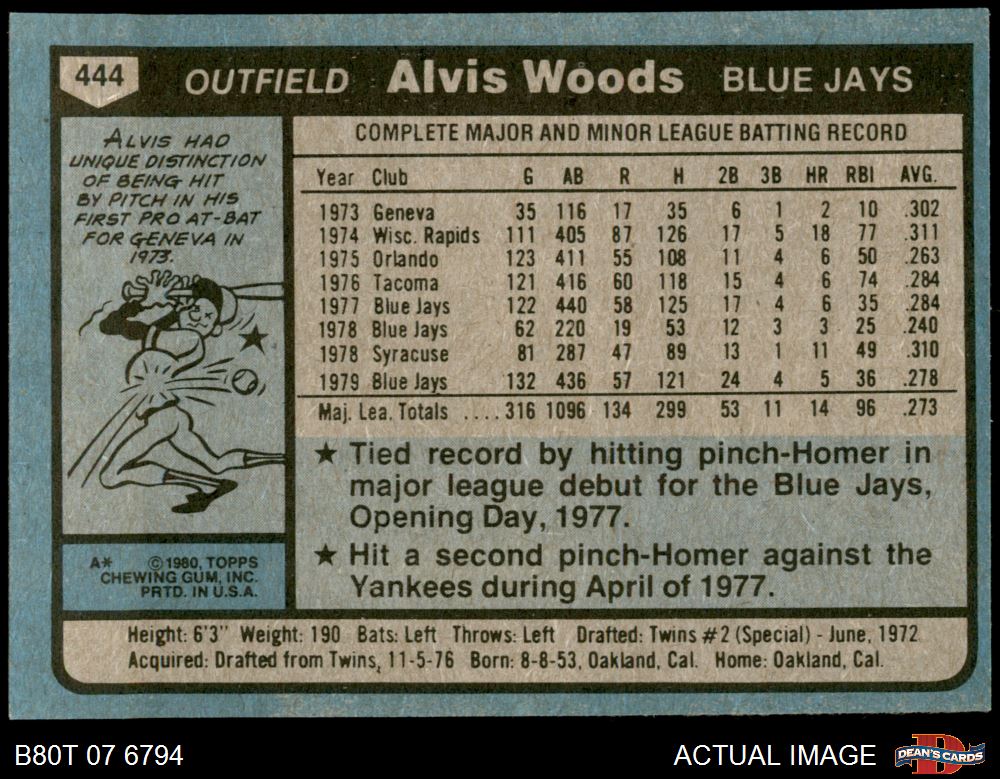 444 OUTFIELD Alvis Woods BLUE JAYS
ALVIS HAD
UNIQUE DISTINCTION
OF BEING HIT
BY PITCH IN HIS
FIRST PRO AT-BAT
FOR GENEVA IN
1973.
COMPLETE MAJOR AND MINOR LEAGUE BATTING RECORD
Year Club G AB R H 2B 3B HR RBI AVG.
1973 Geneva 35 116 17 35 6 1 2 10 .302
1974 Wisc. Rapids 111 405 87 126 17 5 18 77 .311
1975 Orlando 123 411 55 108 11 4 6 50 .263
1976 Tacoma 121 416 60 118 15 4 6 74 .284
1977 Blue Jays 122 440 58 125 17 4 6 35 .284
1978 Blue Jays 62 220 19 53 12 3 3 25 .240
1978 Syracuse 81 287 47 89 13 1 11 49 .310
1979 Blue Jays 132 436 57 121 24 4 5 36 .278
Maj. Lea. Totals ....316 1096 134 299 53 11 14 96 .273
★ Tied record by hitting pinch-Homer in
major league debut for the Blue Jays,
Opening Day, 1977.
★ Hit a second pinch-Homer against the
Yankees during April of 1977.
A* © 1980, TOPPS
CHEWING GUM, INC.
PRTD. IN U.S.A.
Height: 6'3" Weight: 190 Bats: Left Throws: Left Drafted: Twins #2 (Special) - June, 1972
Acquired: Drafted from Twins, 11-5-76 Born: 8-8-53, Oakland, Cal. Home: Oakland, Cal.
B80T 07 6794 ACTUAL IMAGE D DEAN'S CARDS